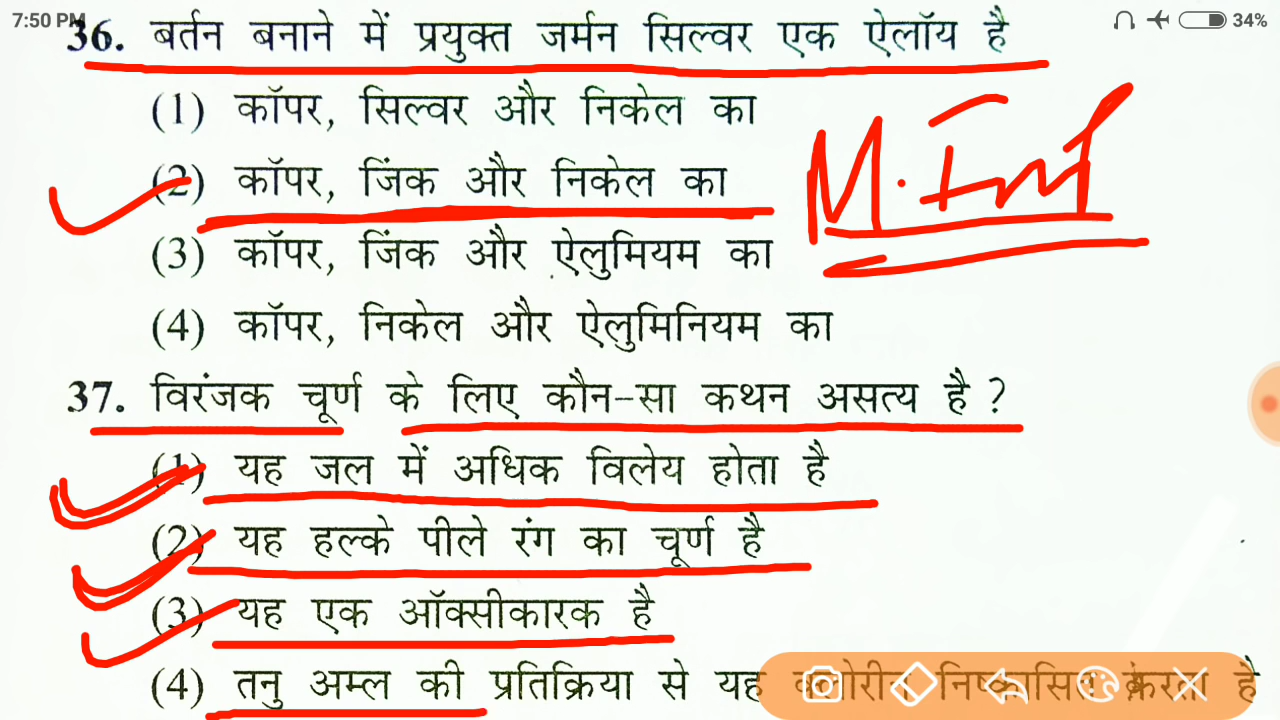 7:50 PM 34%
36. बर्तन बनाने में प्रयुक्त जर्मन सिल्वर एक ऐलॉय है
(1) कॉपर, सिल्वर और निकेल का
(2) कॉपर, जिंक और निकेल का
(3) कॉपर, जिंक और ऐलुमियम का
(4) कॉपर, निकेल और ऐलुमिनियम का
M. Imf
37. विरंजक चूर्ण के लिए कौन-सा कथन असत्य है ?
(1) यह जल में अधिक विलेय होता है
(2) यह हल्के पीले रंग का चूर्ण है
(3) यह एक ऑक्सीकारक है
(4) तनु अम्ल की प्रतिक्रिया से यह क्लोरीन निष्कासित करता है